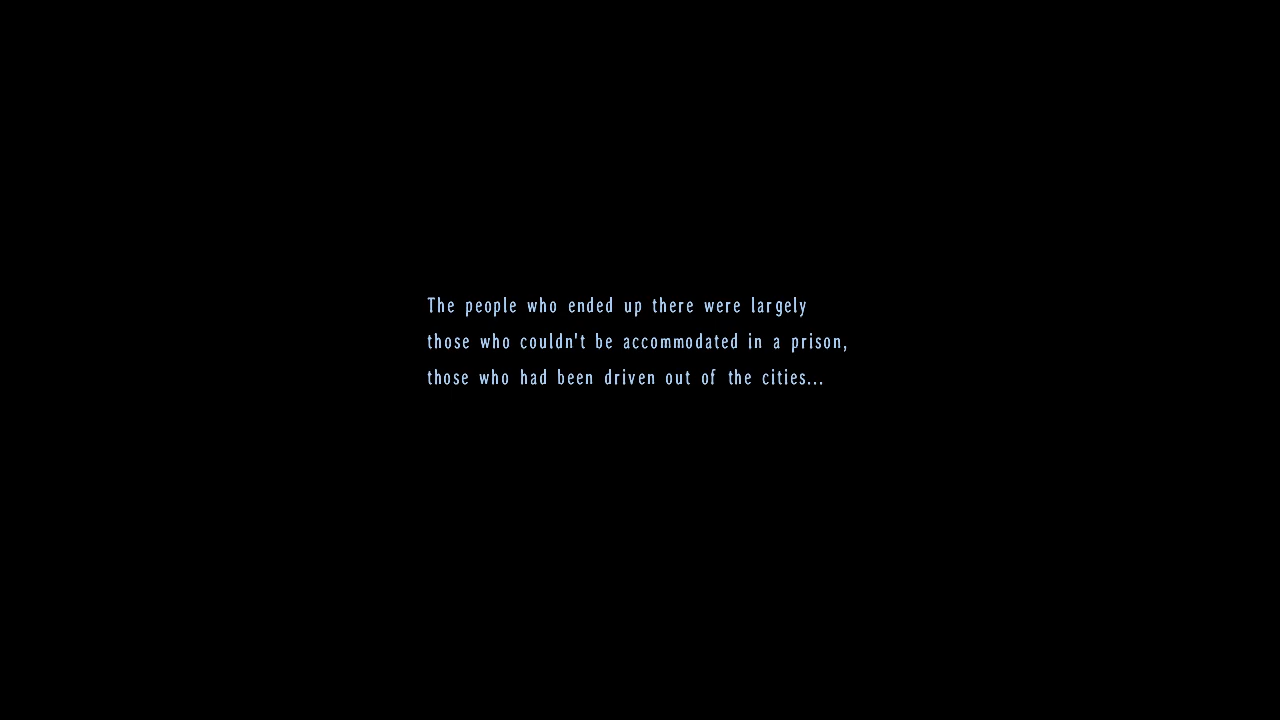 The people who ended up there were largely
those who couldn't be accommodated in a prison,
those who had been driven out of the cities...